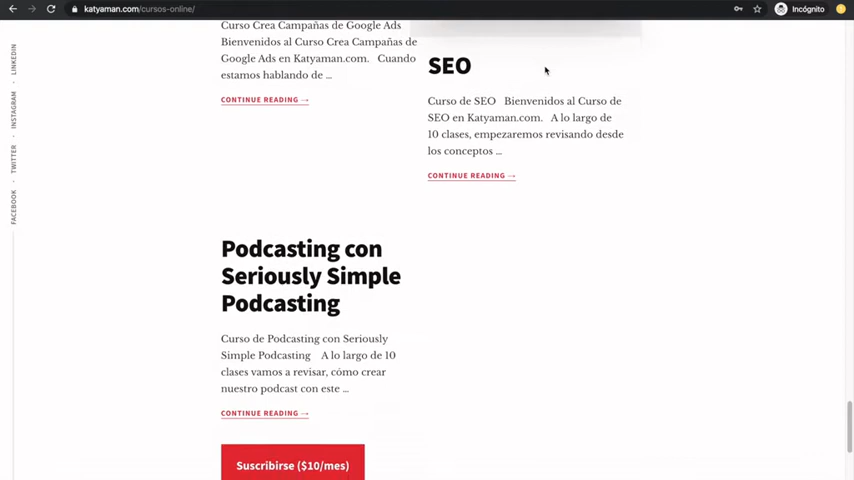 katyaman.com/cursos-online/
Incógnito
LINKEDIN
INSTAGRAM
TWITTER
FACEBOOK
Curso Crea Campañas de Google Ads
Bienvenidos al Curso Crea Campañas de
Google Ads en Katyaman.com. Cuando
estamos hablando de ...
CONTINUE READING →
SEO
Curso de SEO Bienvenidos al Curso de
SEO en Katyaman.com. A lo largo de
10 clases, empezaremos revisando desde
los conceptos ...
CONTINUE READING →
Podcasting con
Seriously Simple
Podcasting
Curso de Podcasting con Seriously
Simple Podcasting A lo largo de 10
clases vamos a revisar, cómo crear
nuestro podcast con este ...
CONTINUE READING →
Suscribirse ($10/mes)